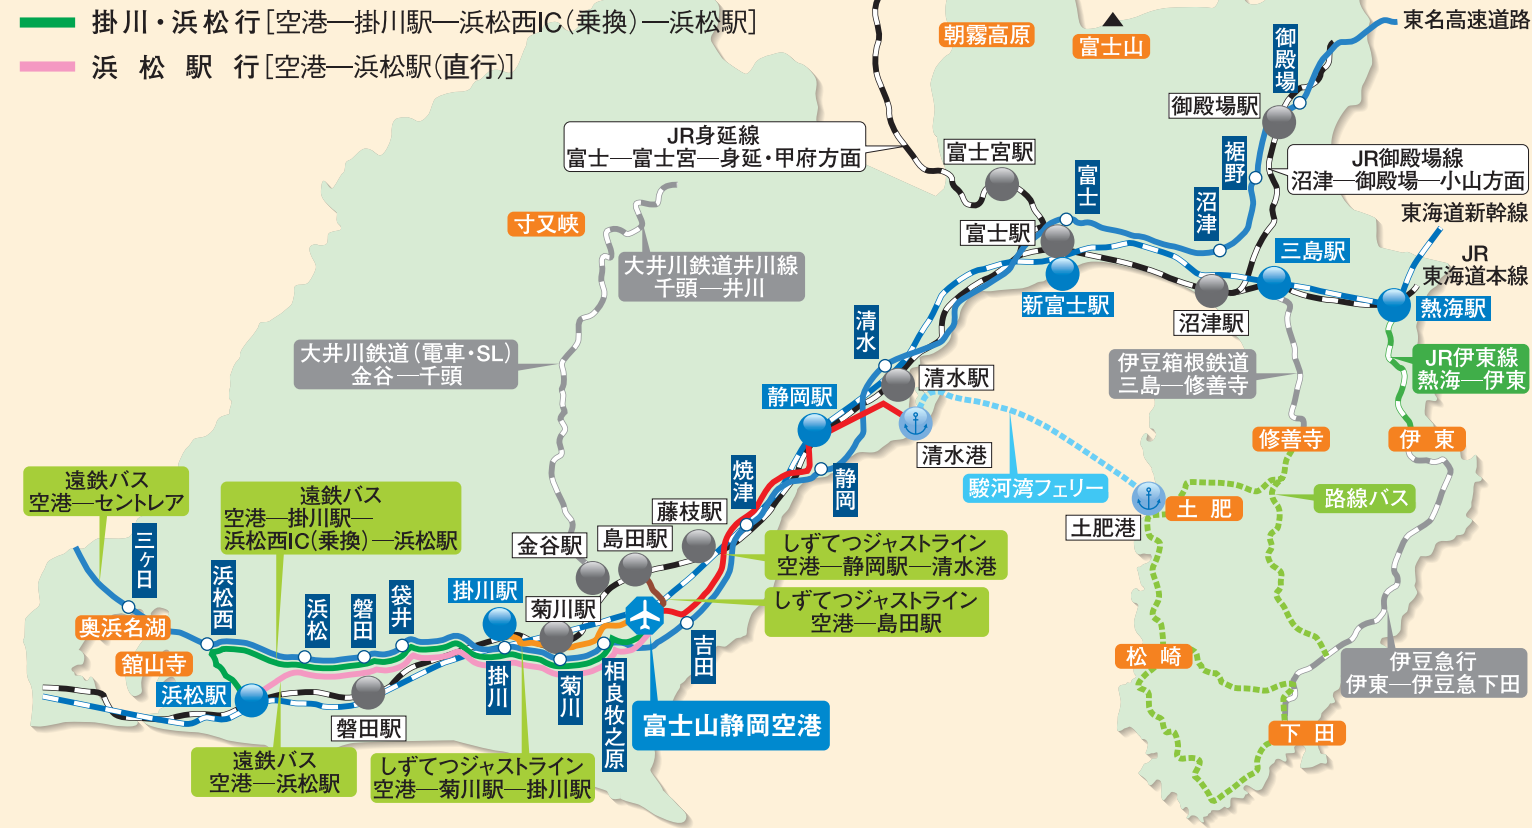 掛川・浜松行[空港―掛川駅―浜松西IC(乗換)―浜松駅]
浜松駅行[空港―浜松駅(直行)]
朝霧高原
富士山
御殿場
東名高速道路
御殿場駅
JR身延線
富士―富士宮―身延・甲府方面
富士宮駅
裾野
JR御殿場線
沼津―御殿場―小山方面
富士
沼津
東海道新幹線
寸又峡
富士駅
三島駅
JR
東海道本線
大井川鉄道井川線
千頭―井川
新富士駅
沼津駅
熱海駅
清水
大井川鉄道(電車・SL)
金谷―千頭
清水駅
伊豆箱根鉄道
三島―修善寺
JR伊東線
熱海―伊東
静岡駅
清水港
修善寺
伊東
遠鉄バス
空港―セントレア
遠鉄バス
空港―掛川駅―
浜松西IC(乗換)―浜松駅
焼津
静岡
駿河湾フェリー
路線バス
土肥
土肥港
藤枝駅
島田駅
金谷駅
三ヶ日
しずてつジャストライン
空港―静岡駅―清水港
浜松西
浜松
磐田
袋井
掛川駅
菊川駅
しずてつジャストライン
空港―島田駅
奥浜名湖
舘山寺
吉田
松崎
伊豆急行
伊東―伊豆急下田
浜松駅
磐田駅
掛川
菊川
相良牧之原
富士山静岡空港
下田
遠鉄バス
空港―浜松駅
しずてつジャストライン
空港―菊川駅―掛川駅